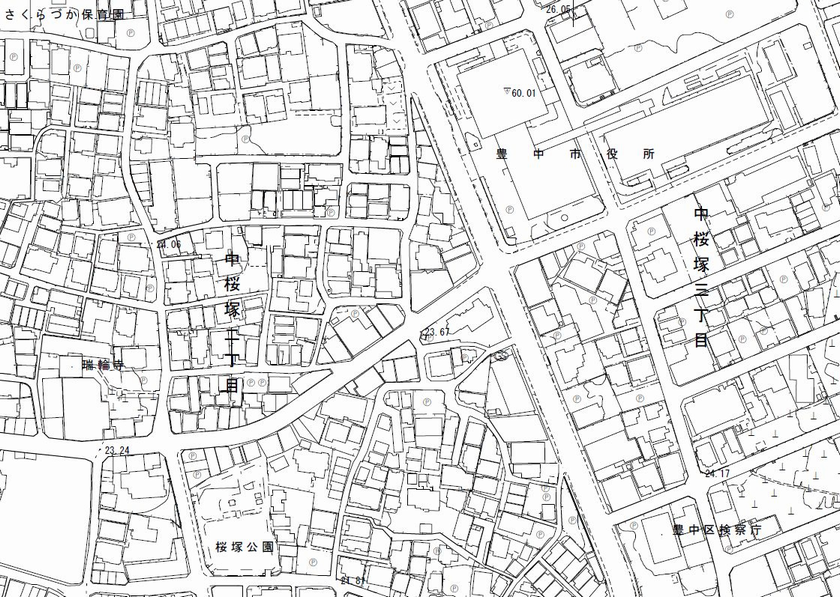 さくらづか保育園
26.05
60.01
豊中市役所
中桜塚三丁目
24.06
中桜塚二丁目
23.67
瑞輪寺
23.24
24.17
豊中区検察庁
桜塚公園
21.81